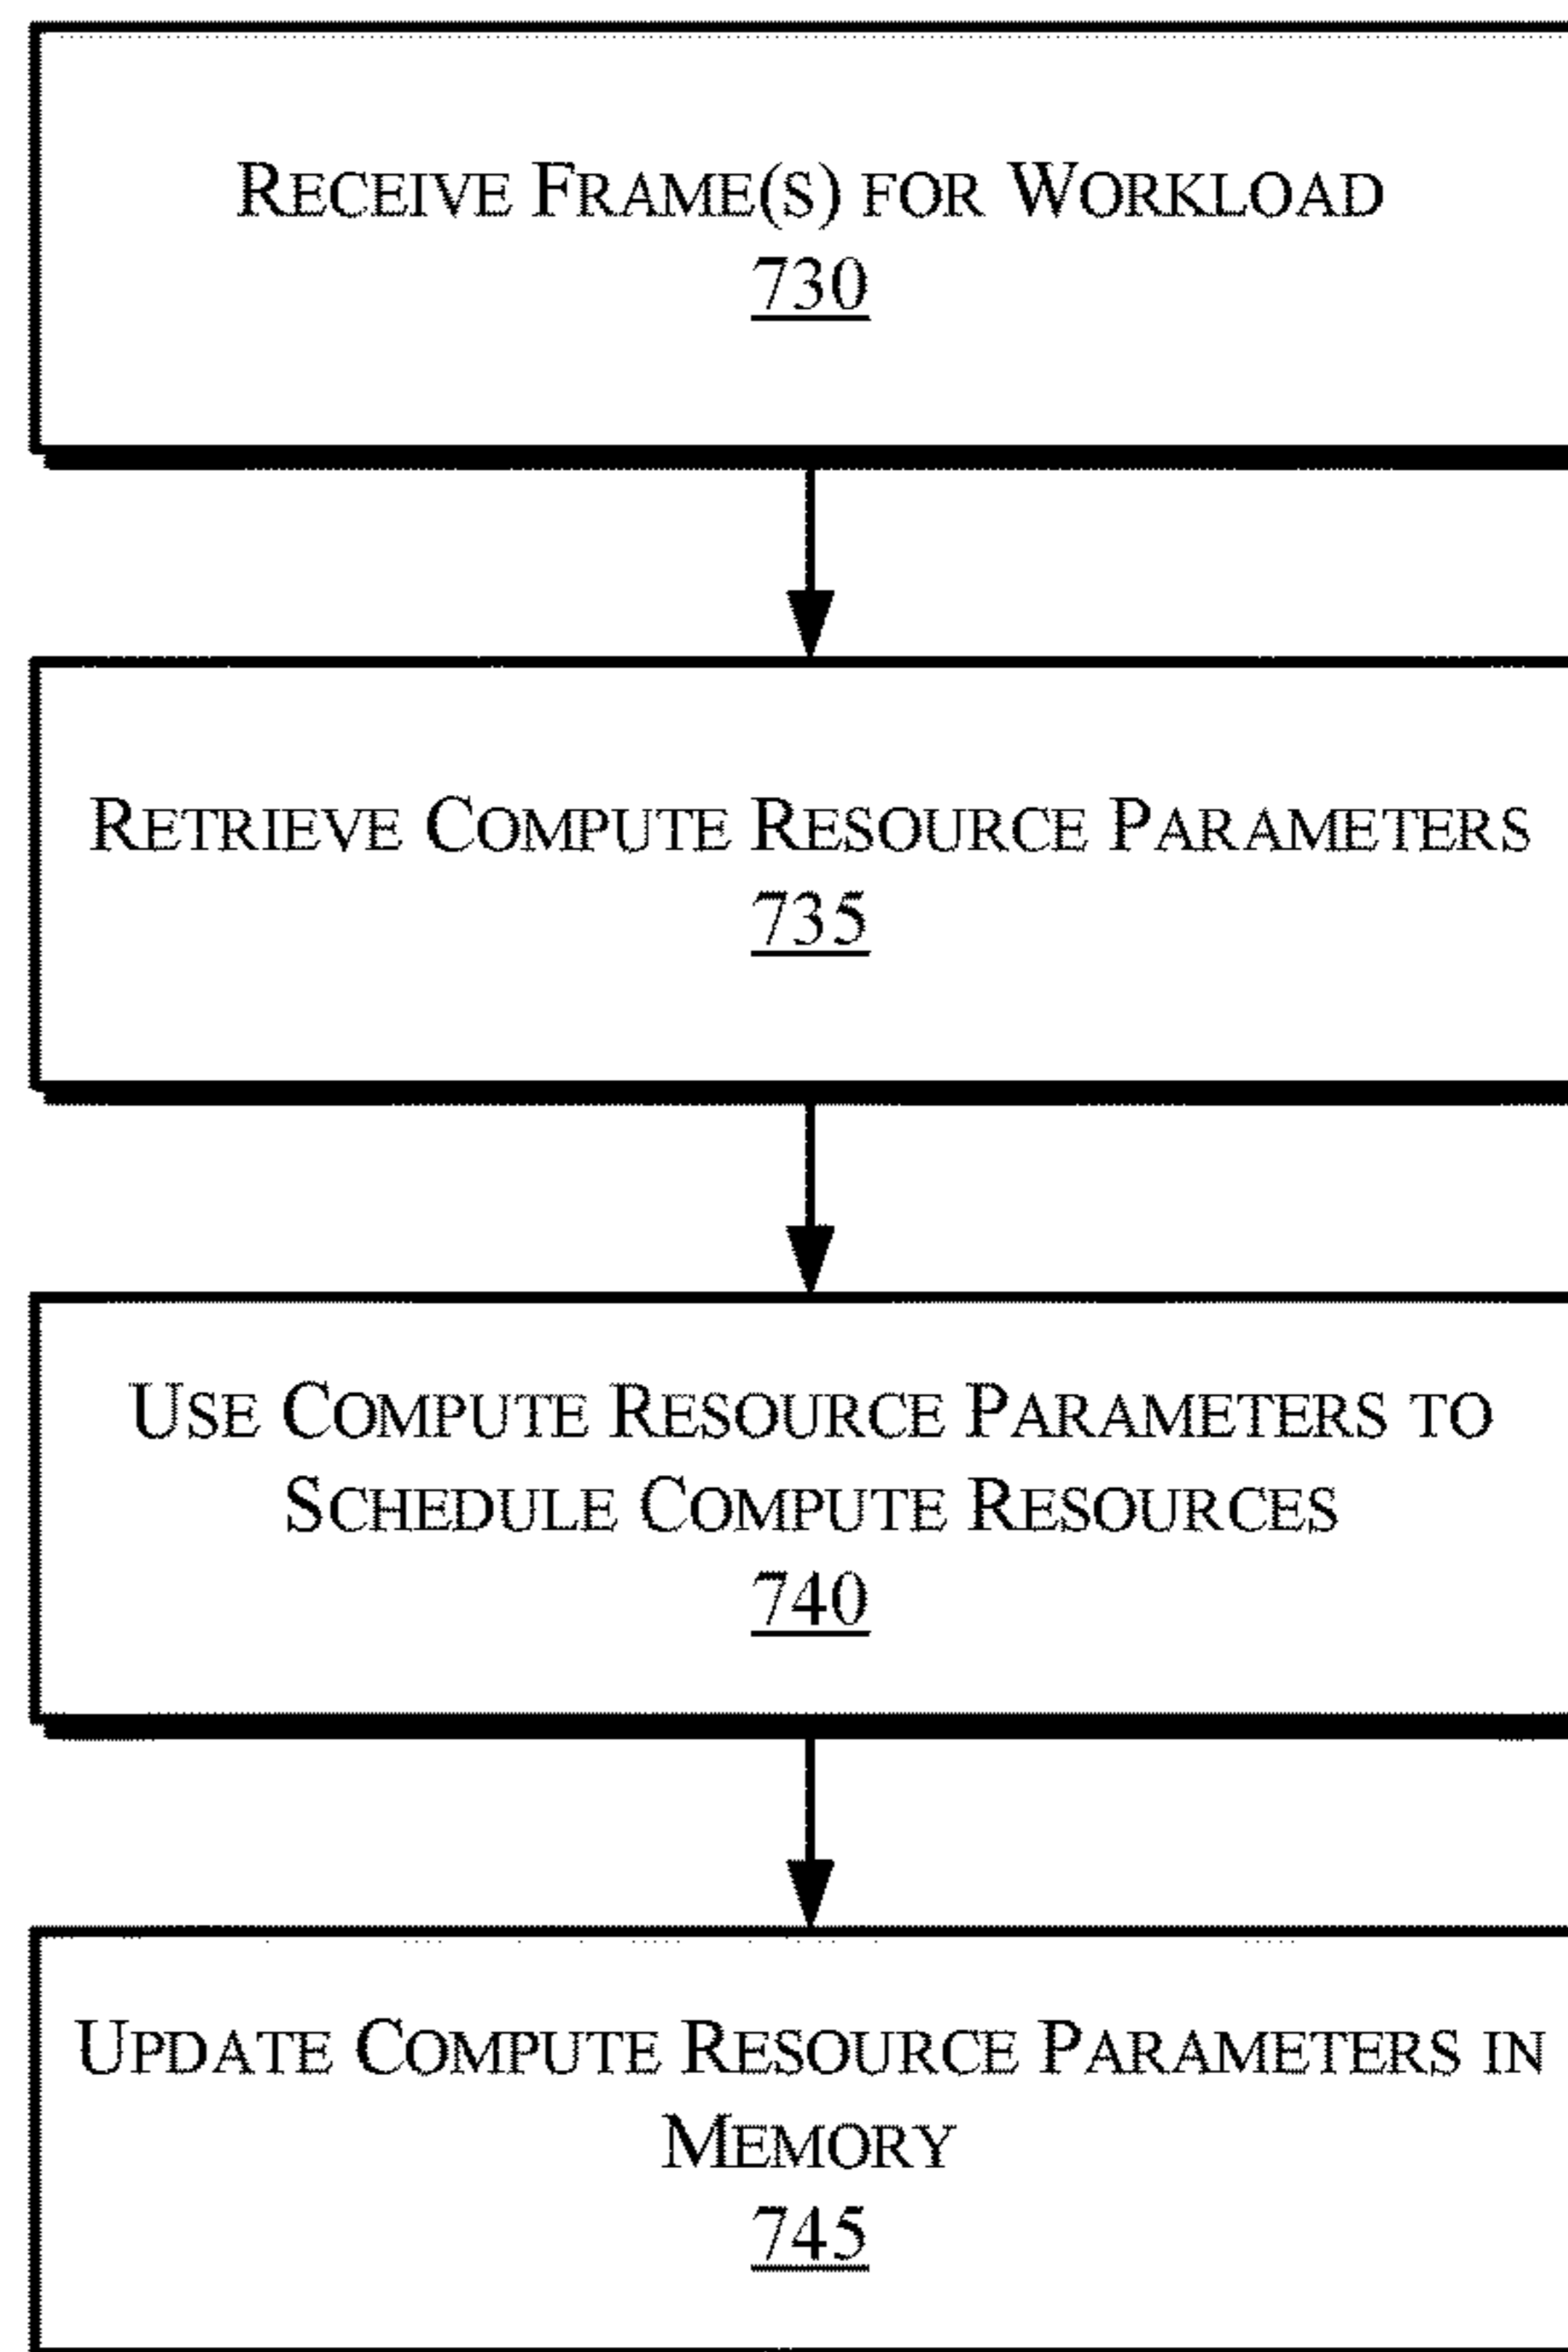 RECEIVE FRAME(S) FOR WORKLOAD
730
RETRIEVE COMPUTE RESOURCE PARAMETERS
735
USE COMPUTE RESOURCE PARAMETERS TO
SCHEDULE COMPUTE RESOURCES
740
UPDATE COMPUTE RESOURCE PARAMETERS IN
MEMORY
745